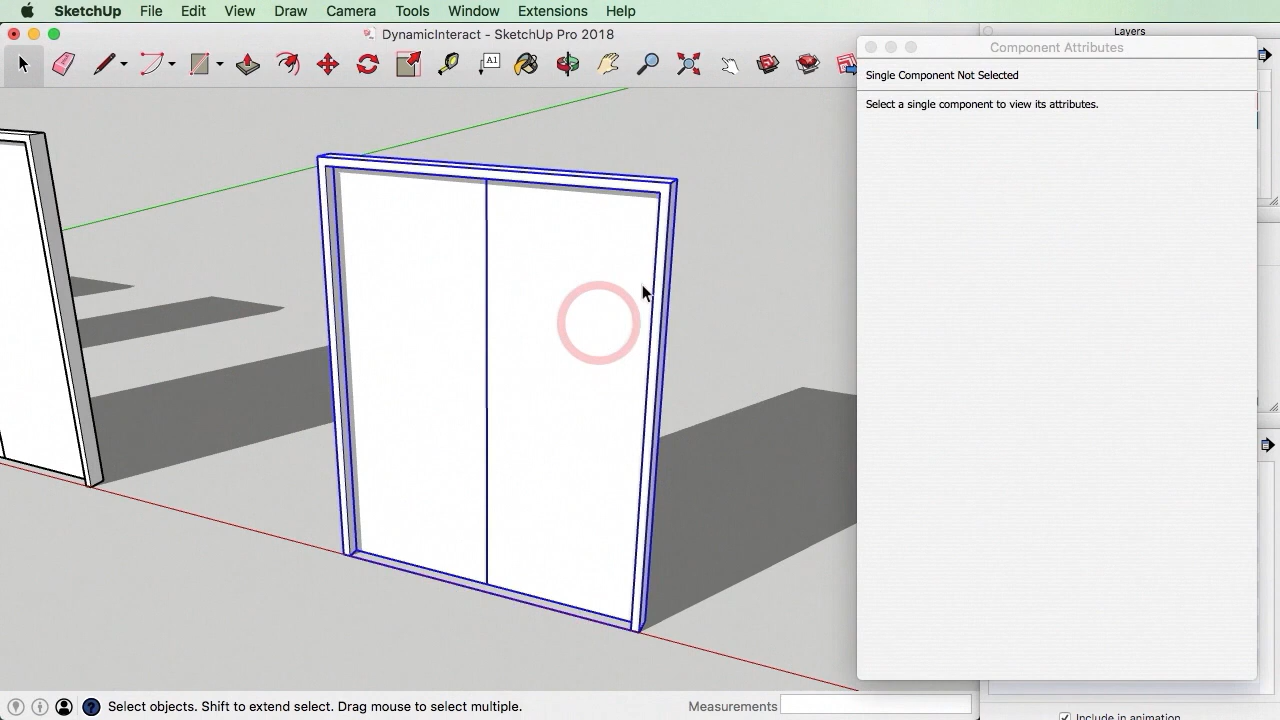 SketchUp File Edit View Draw Camera Tools Window Extensions Help
DynamicInteract - SketchUp Pro 2018
Layers
Component Attributes
A1
Single Component Not Selected
Select a single component to view its attributes.
Select objects. Shift to extend select. Drag mouse to select multiple.
Measurements
Include in animation